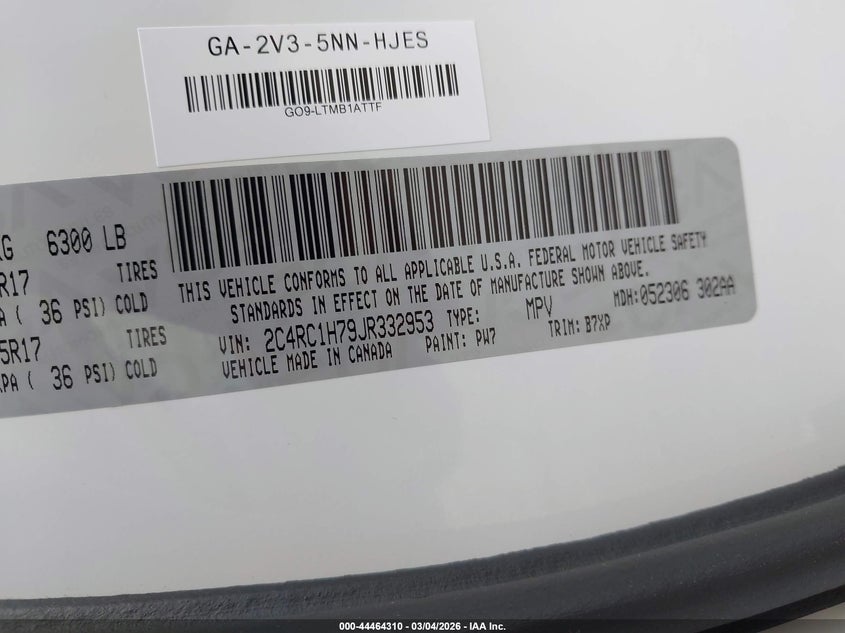 GA-2V3-5NN-HJES
GO9-LTMB1ATTF
G 6300 LB
R17 TIRES
A ( 36 PSI) COLD
5R17 TIRES
PA ( 36 PSI) COLD
THIS VEHICLE CONFORMS TO ALL APPLICABLE U.S.A. FEDERAL MOTOR VEHICLE SAFETY
STANDARDS IN EFFECT ON THE DATE OF MANUFACTURE SHOWN ABOVE.
VIN: 2C4RC1H79JR332953 TYPE: MPV MDH:052306 302AA
VEHICLE MADE IN CANADA PAINT: PW7 TRIM: B7XP
000-44464310 - 03/04/2026 - IAA Inc.